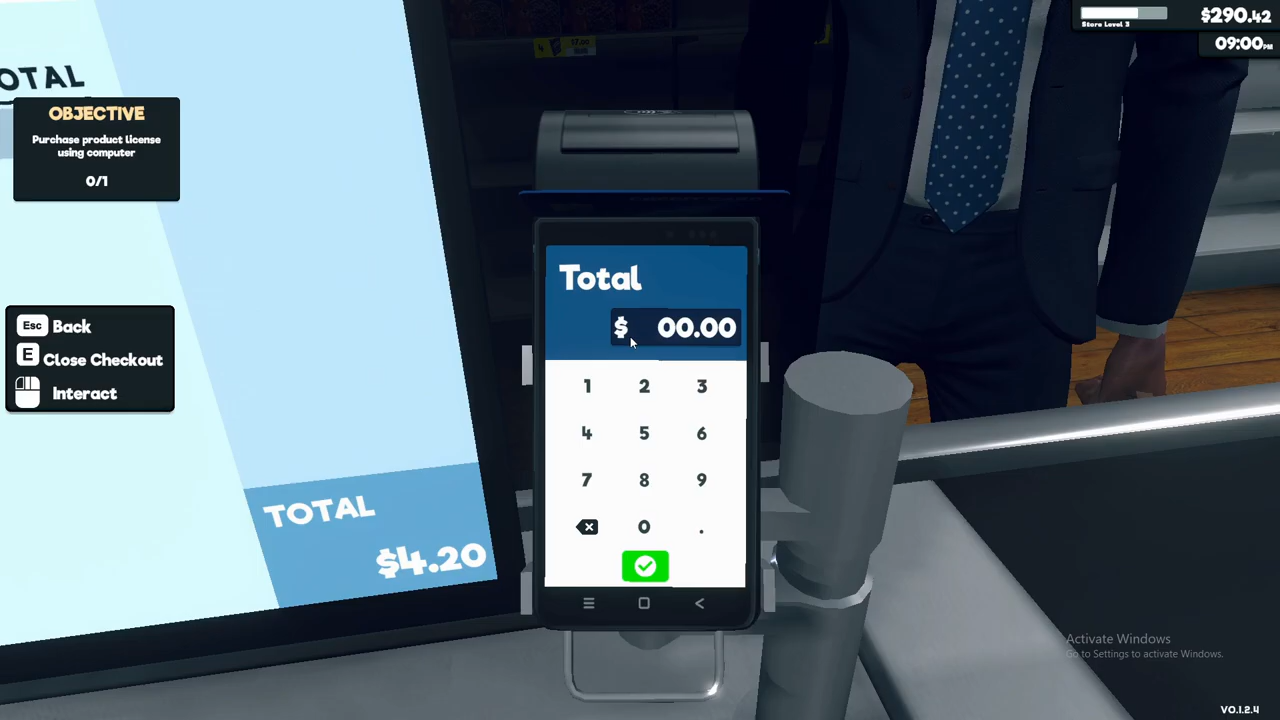 $290.42
Store Level 3
09:00PM
OTAL
OBJECTIVE
Purchase product license
using computer
0/1
Esc Back
E Close Checkout
Interact
Total
$ 00.00
1 2 3
4 5 6
7 8 9
0 .
TOTAL
$4.20
Activate Windows
Go to Settings to activate Windows.
V0.1.2.4